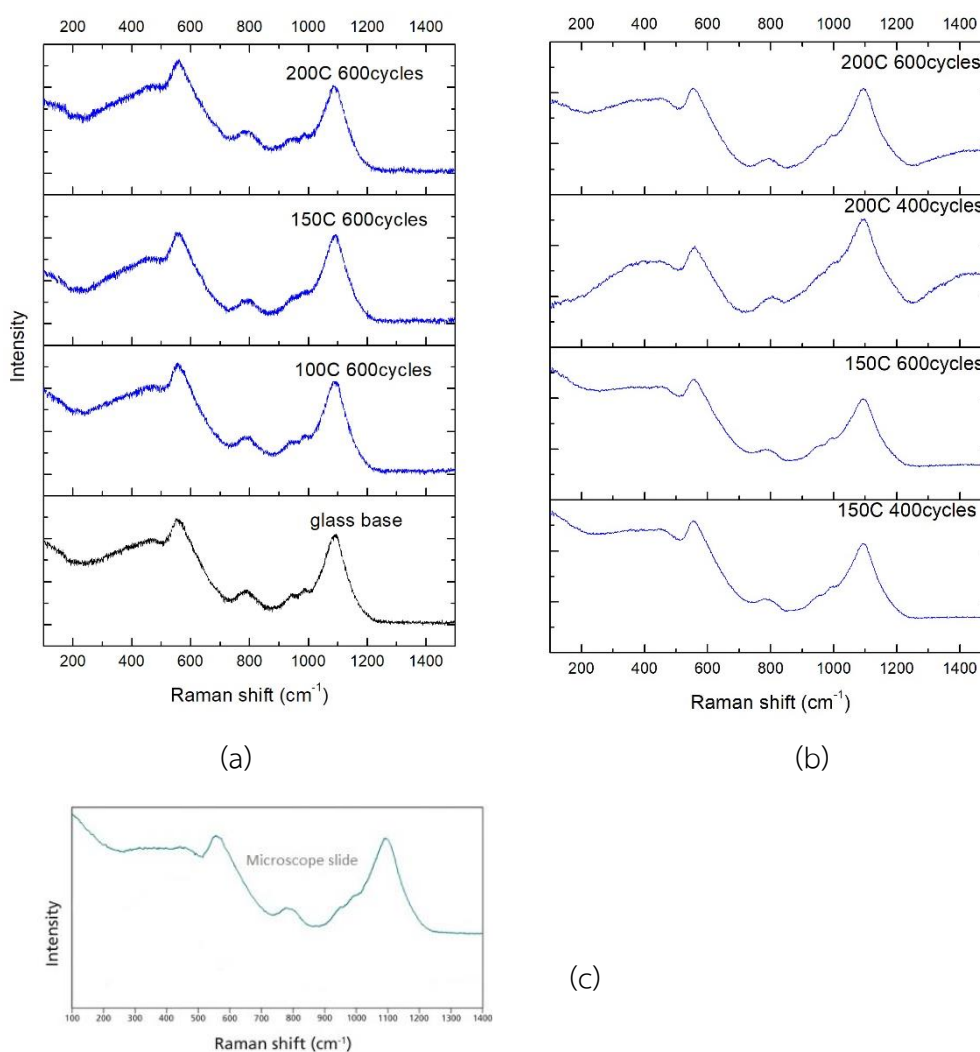 200 400 600 800 1000 1200 1400
200C 600cycles
150C 600cycles
100C 600cycles
glass base
Intensity
200 400 600 800 1000 1200 1400
Raman shift (cm⁻¹)
(a)
200 400 600 800 1000 1200 1400
200C 600cycles
200C 400cycles
150C 600cycles
150C 400cycles
200 400 600 800 1000 1200 1400
Raman shift (cm⁻¹)
(b)
Microscope slide
Intensity
100 200 300 400 500 600 700 800 900 1000 1100 1200 1300 1400
Raman shift (cm⁻¹)
(c)